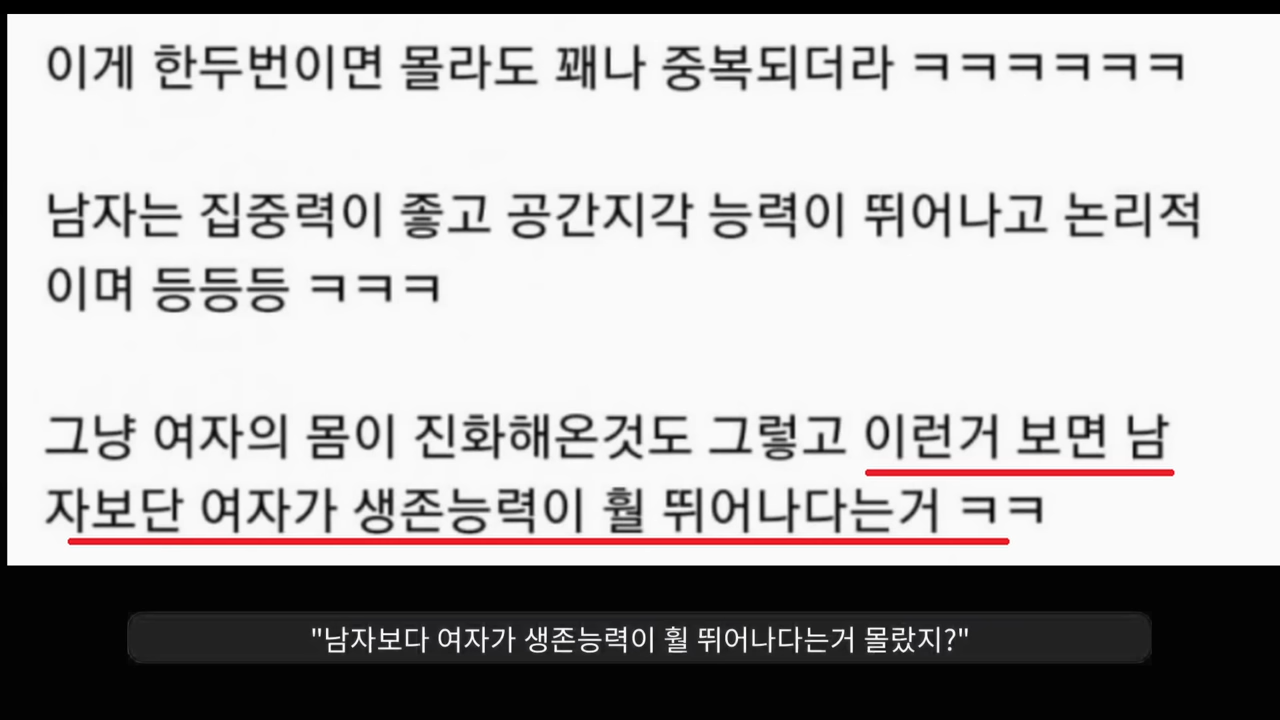 이게 한두번이면 몰라도 꽤나 중복되더라 ㅋㅋㅋㅋㅋㅋ
남자는 집중력이 좋고 공간지각 능력이 뛰어나고 논리적
이며 등등등 ㅋㅋㅋ
그냥 여자의 몸이 진화해온것도 그렇고 이런거 보면 남
자보단 여자가 생존능력이 훨 뛰어나다는거 ㅋㅋ
"남자보다 여자가 생존능력이 훨 뛰어나다는거 몰랐지?"